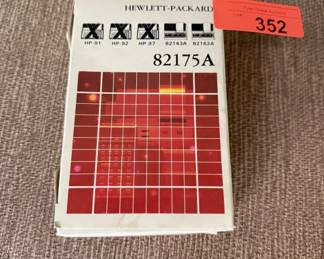 HEWLETT-PACKARD
352
HP-91 HP-92 HP-97 82143A 82162A
82175A